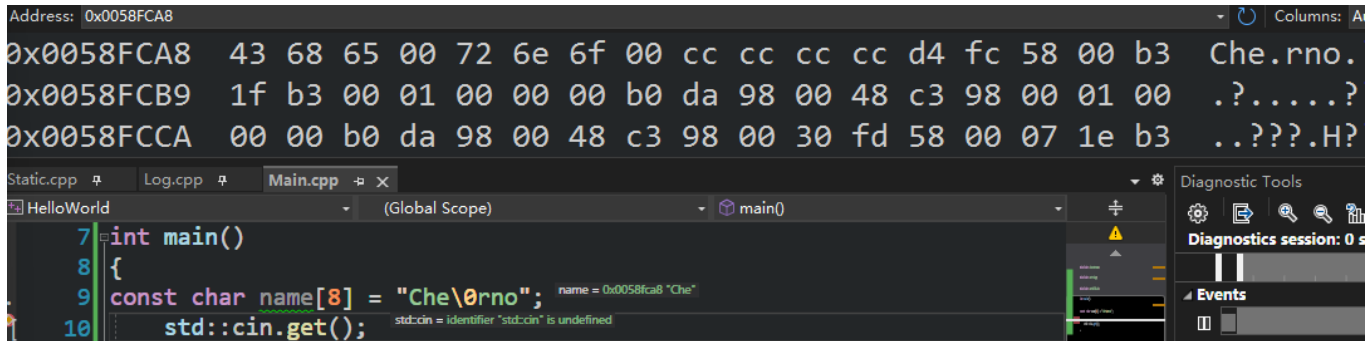 Address: 0x0058FCA8 Columns: Au
0x0058FCA8 43 68 65 00 72 6e 6f 00 cc cc cc cc d4 fc 58 00 b3 Che.rno.
0x0058FCB9 1f b3 00 01 00 00 00 b0 da 98 00 48 c3 98 00 01 00 .?.....?
0x0058FCCA 00 00 b0 da 98 00 48 c3 98 00 30 fd 58 00 07 1e b3 ..???.H?
Static.cpp Log.cpp Main.cpp
HelloWorld (Global Scope) main() Diagnostic Tools
7 int main()
Diagnostics session: 0 s
8 {
9 const char name[8] = "Che\0rno"; name = 0x0058fca8 "Che"
Events
10 std::cin.get(); std::cin = identifier "std::cin" is undefined